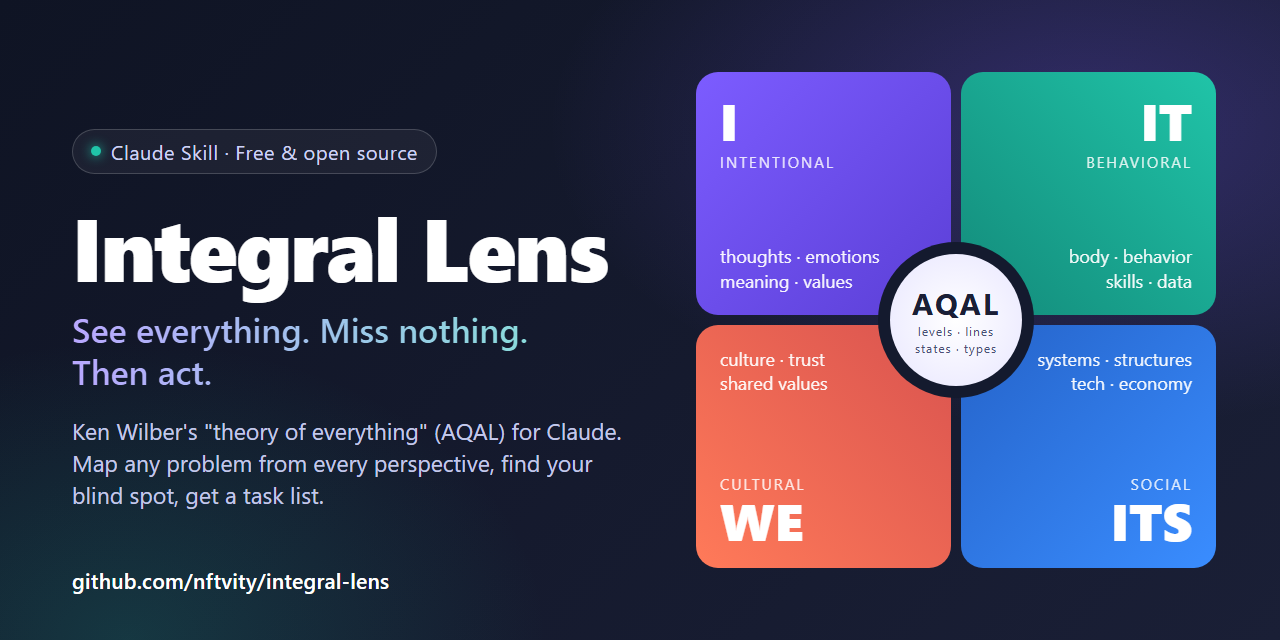 Claude Skill · Free & open source
Integral Lens
See everything. Miss nothing.
Then act.
Ken Wilber's "theory of everything" (AQAL) for Claude.
Map any problem from every perspective, find your
blind spot, get a task list.
github.com/nftvity/integral-lens
I
INTENTIONAL
thoughts · emotions
meaning · values
IT
BEHAVIORAL
body · behavior
skills · data
AQAL
levels · lines
states · types
culture · trust
shared values
CULTURAL
WE
systems · structures
tech · economy
SOCIAL
ITS